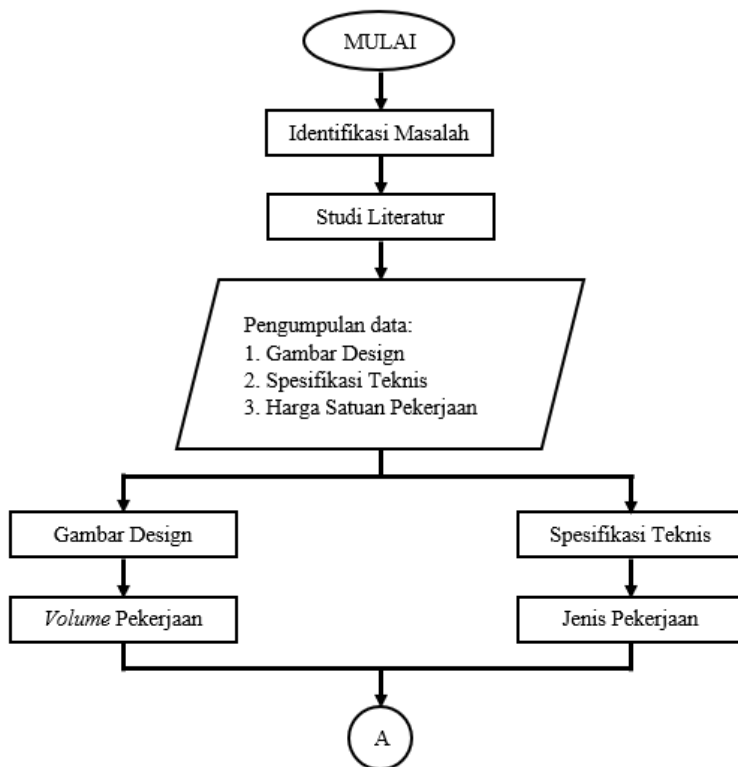 MULAI
Identifikasi Masalah
Studi Literatur
Pengumpulan data:
1. Gambar Design
2. Spesifikasi Teknis
3. Harga Satuan Pekerjaan
Gambar Design
Spesifikasi Teknis
Volume Pekerjaan
Jenis Pekerjaan
A